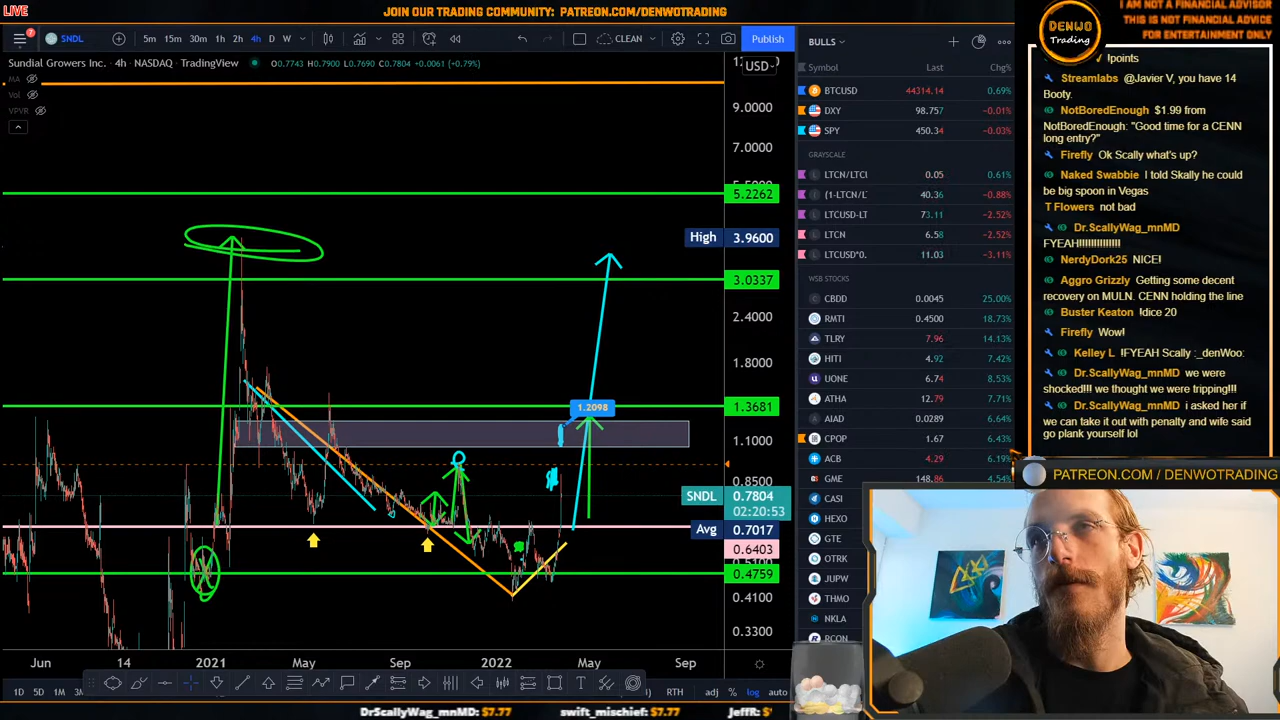 LIVE
JOIN OUR TRADING COMMUNITY: PATREON.COM/DENWOTRADING
I AM NOT A FINANCIAL ADVISOR
THIS IS NOT FINANCIAL ADVICE
FOR ENTERTAINMENT ONLY
DENWO
Trading
7
SNDL
5m 15m 30m 1h 2h 4h D W
CLEAN
Publish
Sundial Growers Inc. · 4h · NASDAQ · TradingView
O0.7743 H0.7900 L0.7690 C0.7804 +0.0061 (+0.79%)
USD
MA
Vol
VPVR
9.0000
7.0000
5.2262
High 3.9600
3.0337
2.4000
1.8000
1.3681
1.2098
1.1000
0.8500
SNDL 0.7804
02:20:53
Avg 0.7017
0.6403
0.4759
0.4100
0.3300
Jun 14 2021 May Sep 2022 May Sep
1D 5D 1M 3M
RTH adj % log auto
BULLS
Symbol Last Chg%
BTCUSD 44314.14 0.69%
DXY 98.757 −0.01%
SPY 450.34 −0.03%
GRAYSCALE
LTCN/LTCI 0.05 0.61%
(1-LTCN/L 40.36 −0.88%
LTCUSD-LT 73.11 −2.52%
LTCN 6.58 −2.52%
LTCUSD*0. 11.03 −3.11%
WSB STOCKS
CBDD 0.0045 25.00%
RMTI 0.4500 18.73%
TLRY 7.96 14.13%
HITI 4.92 7.42%
UONE 6.74 8.53%
ATHA 12.79 7.71%
AIAD 0.0289 6.64%
CPOP 1.67 6.43%
ACB 4.29 6.19%
GME 148.86 4.54%
CASI
HEXO
GTE
OTRK
JUPW
THMO
NKLA
RCON
!points
Streamlabs @Javier V, you have 14
Booty.
NotBoredEnough $1.99 from
NotBoredEnough: "Good time for a CENN
long entry?"
Firefly Ok Scally what's up?
Naked Swabbie I told Skally he could
be big spoon in Vegas
T Flowers not bad
Dr.ScallyWag_mnMD
FYEAH!!!!!!!!!!!!!!
NerdyDork25 NICE!
Aggro Grizzly Getting some decent
recovery on MULN. CENN holding the line
Buster Keaton !dice 20
Firefly Wow!
Kelley L !FYEAH Scally :_denWoo:
Dr.ScallyWag_mnMD we were
shocked!!! we thought we were tripping!!!
Dr.ScallyWag_mnMD i asked her if
we can take it out with penalty and wife said
go plank yourself lol
PATREON.COM / DENWOTRADING
DrScallyWag_mnMD: $7.77 swift_mischief: $7.77 JeffR: $